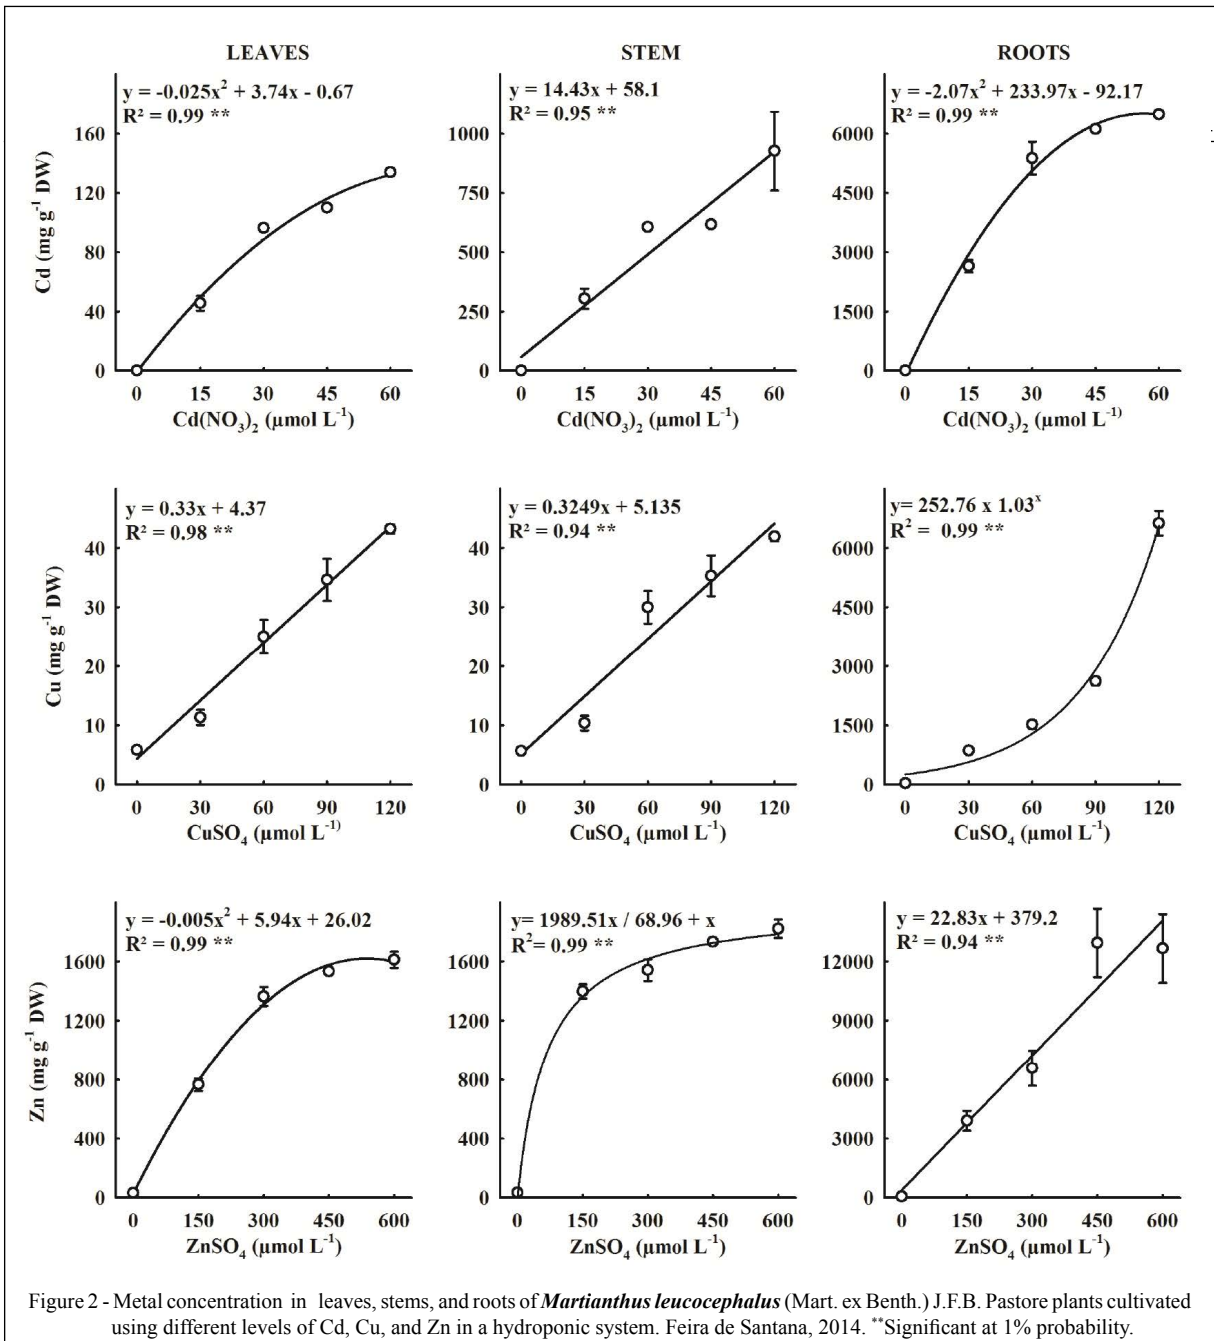 LEAVES STEM ROOTS
y = -0.025x² + 3.74x - 0.67
R² = 0.99 **
160
120
80
40
0
Cd (mg g⁻¹ DW)
0 15 30 45 60
Cd(NO₃)₂ (µmol L⁻¹)
y = 14.43x + 58.1
R² = 0.95 **
1000
750
500
250
0
0 15 30 45 60
Cd(NO₃)₂ (µmol L⁻¹)
y = -2.07x² + 233.97x - 92.17
R² = 0.99 **
6000
4500
3000
1500
0
0 15 30 45 60
Cd(NO₃)₂ (µmol L⁻¹⁾
y = 0.33x + 4.37
R² = 0.98 **
40
30
20
10
0
Cu (mg g⁻¹ DW)
0 30 60 90 120
CuSO₄ (µmol L⁻¹⁾
y = 0.3249x + 5.135
R² = 0.94 **
40
30
20
10
0
0 30 60 90 120
CuSO₄ (µmol L⁻¹)
y= 252.76 x 1.03ˣ
R² = 0.99 **
6000
4500
3000
1500
0
0 30 60 90 120
CuSO₄ (µmol L⁻¹)
y = -0.005x² + 5.94x + 26.02
R² = 0.99 **
1600
1200
800
400
0
Zn (mg g⁻¹ DW)
0 150 300 450 600
ZnSO₄ (µmol L⁻¹)
y= 1989.51x / 68.96 + x
R²= 0.99 **
1600
1200
800
400
0
0 150 300 450 600
ZnSO₄ (µmol L⁻¹)
y = 22.83x + 379.2
R² = 0.94 **
12000
9000
6000
3000
0
0 150 300 450 600
ZnSO₄ (µmol L⁻¹)
Figure 2 - Metal concentration in leaves, stems, and roots of Martianthus leucocephalus (Mart. ex Benth.) J.F.B. Pastore plants cultivated
using different levels of Cd, Cu, and Zn in a hydroponic system. Feira de Santana, 2014. **Significant at 1% probability.